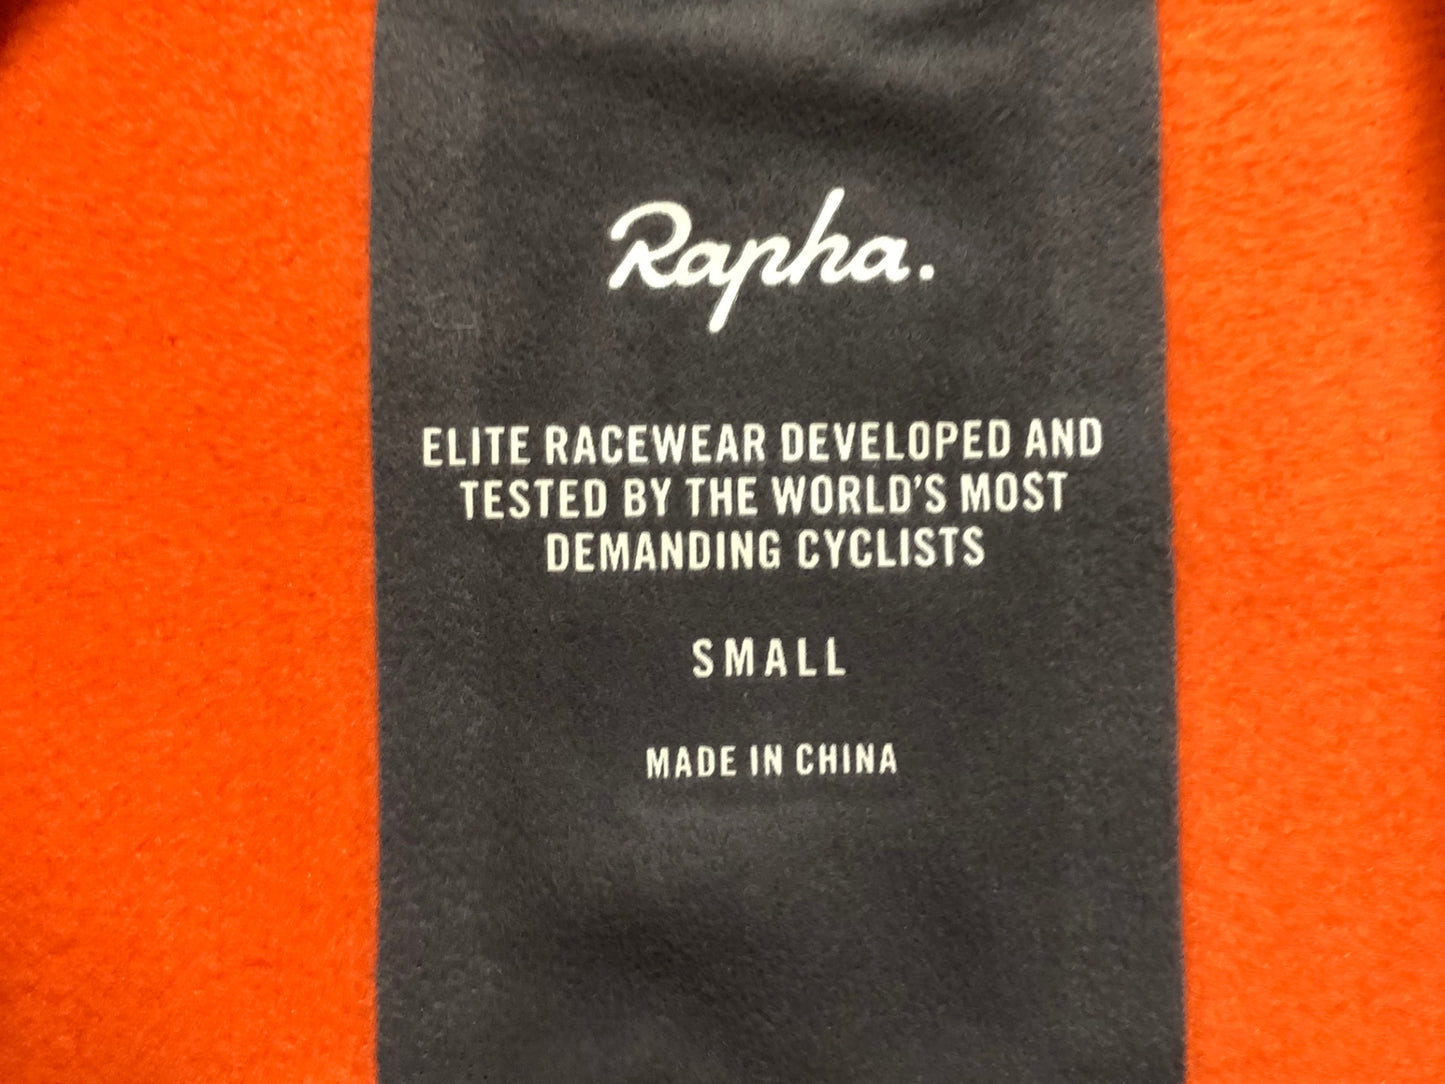 Rapha.
ELITE RACEWEAR DEVELOPED AND
TESTED BY THE WORLD'S MOST
DEMANDING CYCLISTS
SMALL
MADE IN CHINA